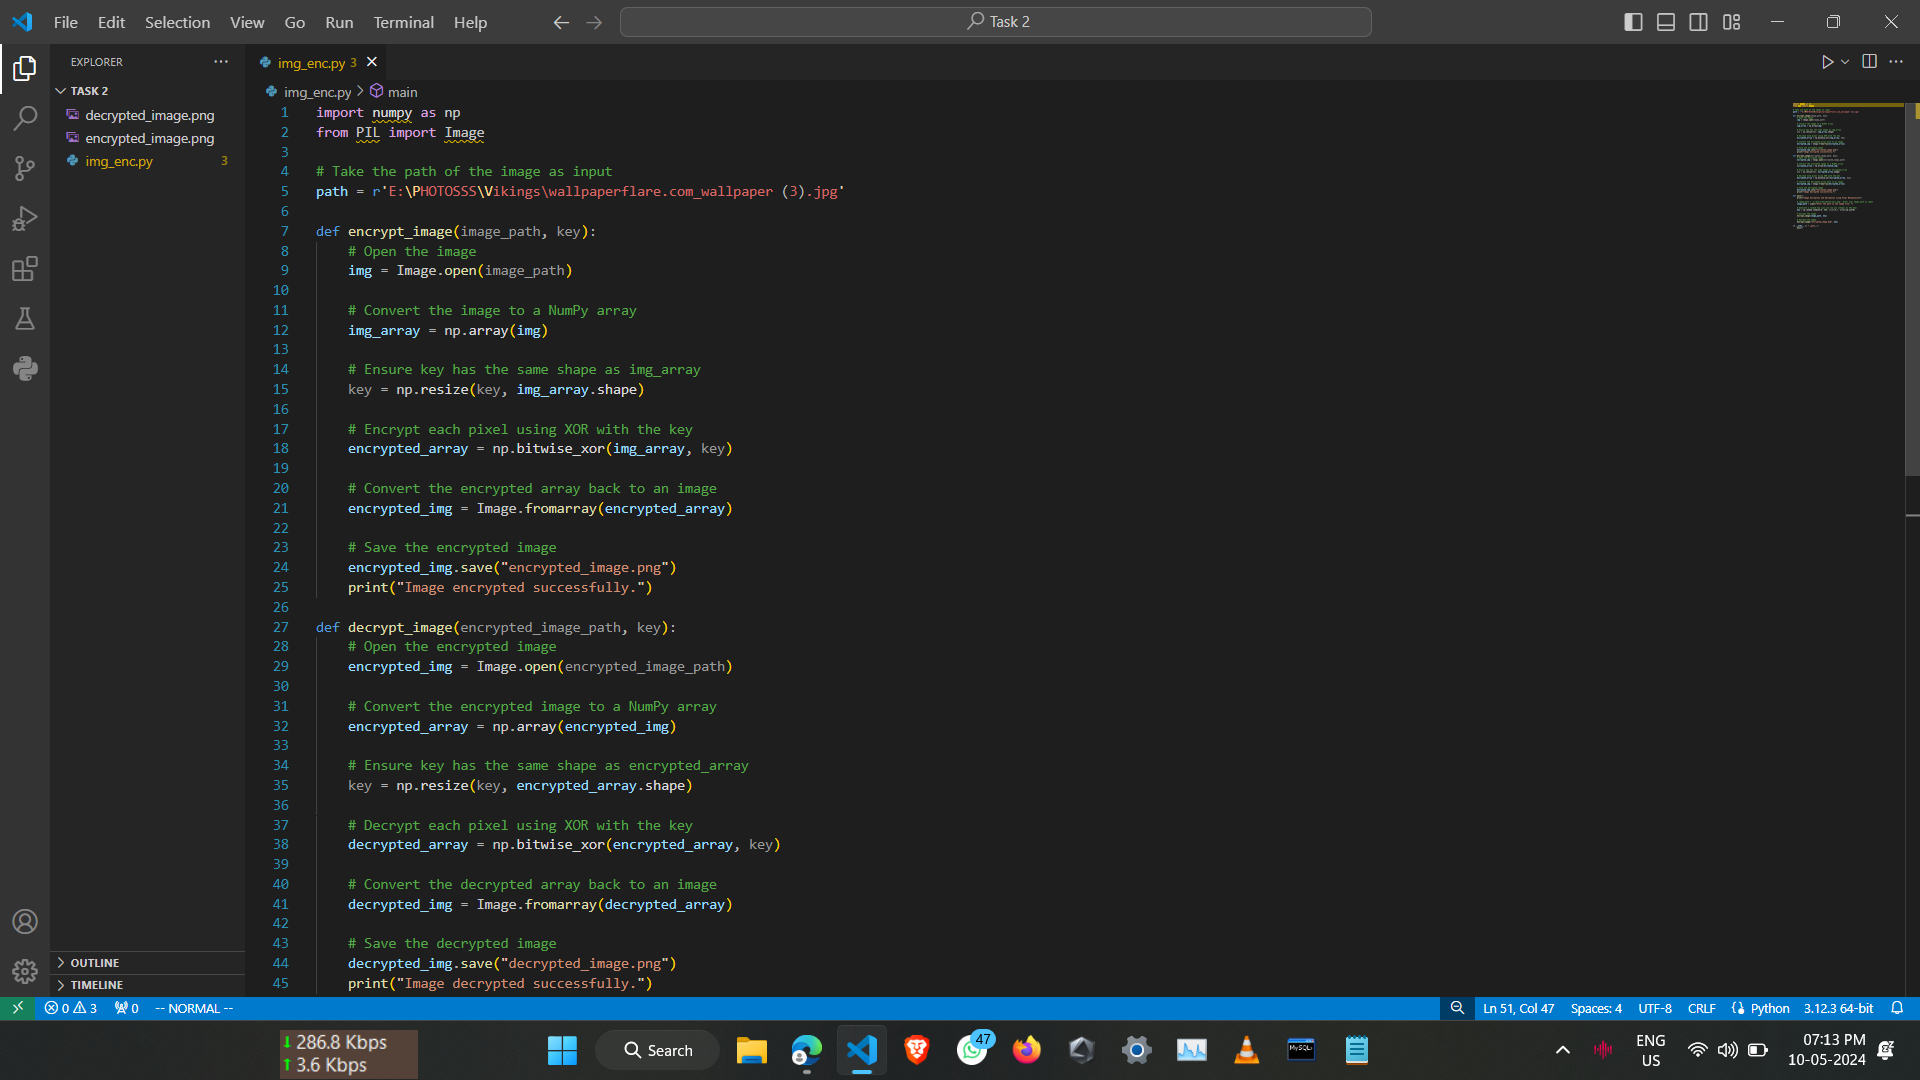 File Edit Selection View Go Run Terminal Help
Task 2
EXPLORER
TASK 2
decrypted_image.png
encrypted_image.png
img_enc.py 3
OUTLINE
TIMELINE
img_enc.py 3
img_enc.py > main
1 import numpy as np
2 from PIL import Image
3
4 # Take the path of the image as input
5 path = r'E:\PHOTOSSS\Vikings\wallpaperflare.com_wallpaper (3).jpg'
6
7 def encrypt_image(image_path, key):
8 # Open the image
9 img = Image.open(image_path)
10
11 # Convert the image to a NumPy array
12 img_array = np.array(img)
13
14 # Ensure key has the same shape as img_array
15 key = np.resize(key, img_array.shape)
16
17 # Encrypt each pixel using XOR with the key
18 encrypted_array = np.bitwise_xor(img_array, key)
19
20 # Convert the encrypted array back to an image
21 encrypted_img = Image.fromarray(encrypted_array)
22
23 # Save the encrypted image
24 encrypted_img.save("encrypted_image.png")
25 print("Image encrypted successfully.")
26
27 def decrypt_image(encrypted_image_path, key):
28 # Open the encrypted image
29 encrypted_img = Image.open(encrypted_image_path)
30
31 # Convert the encrypted image to a NumPy array
32 encrypted_array = np.array(encrypted_img)
33
34 # Ensure key has the same shape as encrypted_array
35 key = np.resize(key, encrypted_array.shape)
36
37 # Decrypt each pixel using XOR with the key
38 decrypted_array = np.bitwise_xor(encrypted_array, key)
39
40 # Convert the decrypted array back to an image
41 decrypted_img = Image.fromarray(decrypted_array)
42
43 # Save the decrypted image
44 decrypted_img.save("decrypted_image.png")
45 print("Image decrypted successfully.")
0 3 0 -- NORMAL -- Ln 51, Col 47 Spaces: 4 UTF-8 CRLF Python 3.12.3 64-bit
286.8 Kbps
3.6 Kbps
Search
47
MySQL
ENG
US
07:13 PM
10-05-2024